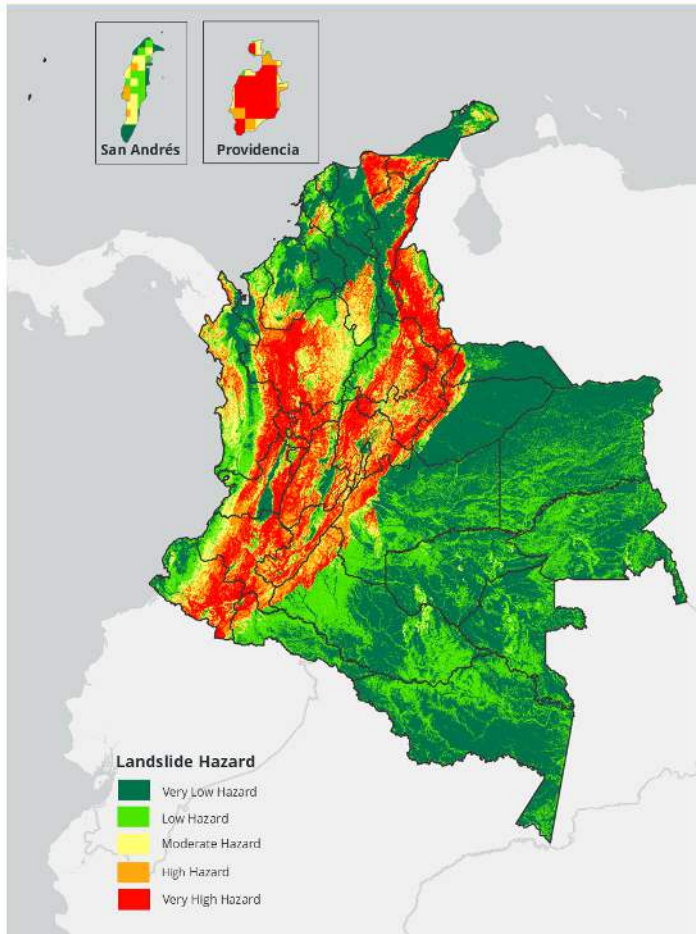 San Andrés
Providencia
Landslide Hazard
Very Low Hazard
Low Hazard
Moderate Hazard
High Hazard
Very High Hazard